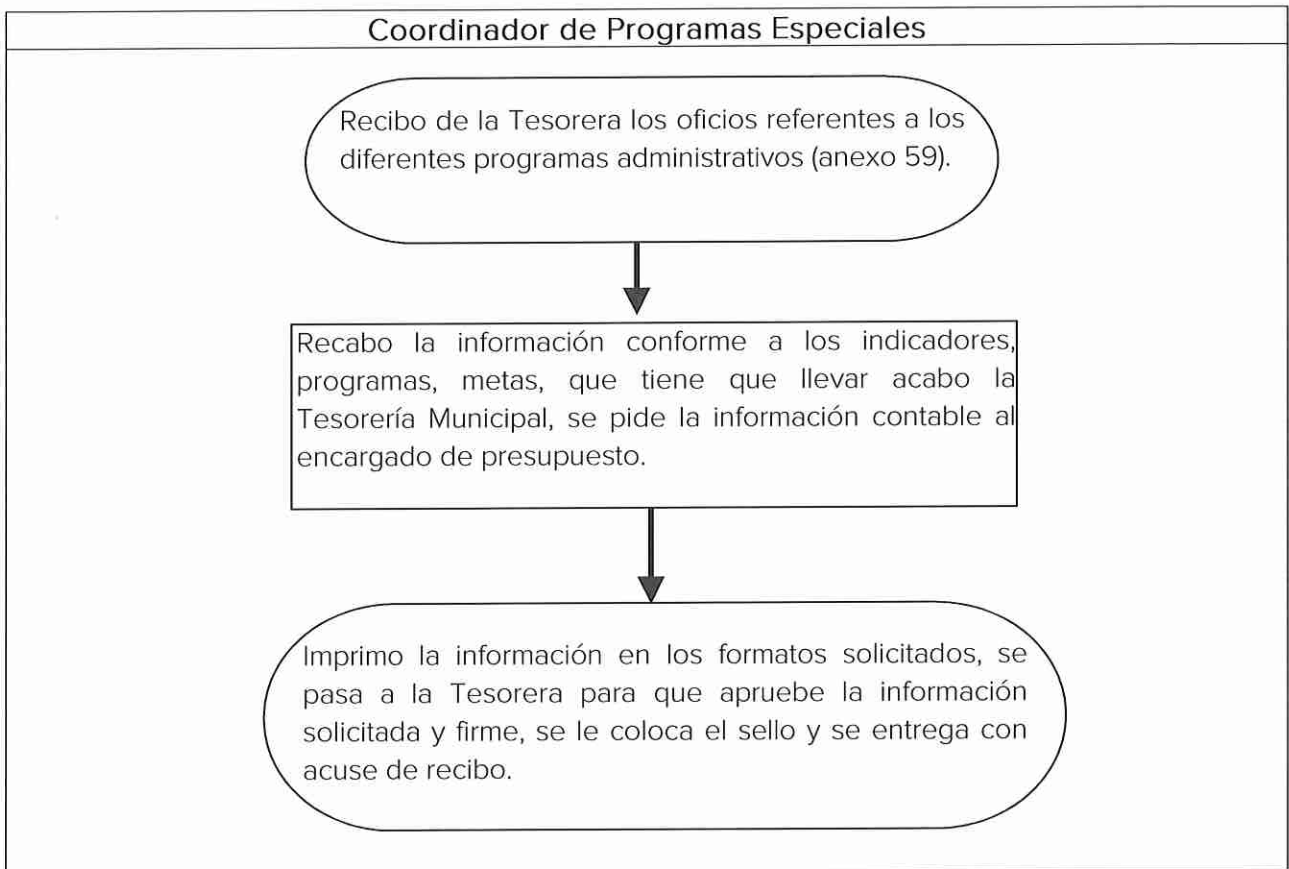 Coordinador de Programas Especiales
Recibo de la Tesorera los oficios referentes a los
diferentes programas administrativos (anexo 59).
Recabo la información conforme a los indicadores,
programas, metas, que tiene que llevar acabo la
Tesorería Municipal, se pide la información contable al
encargado de presupuesto.
Imprimo la información en los formatos solicitados, se
pasa a la Tesorera para que apruebe la información
solicitada y firme, se le coloca el sello y se entrega con
acuse de recibo.